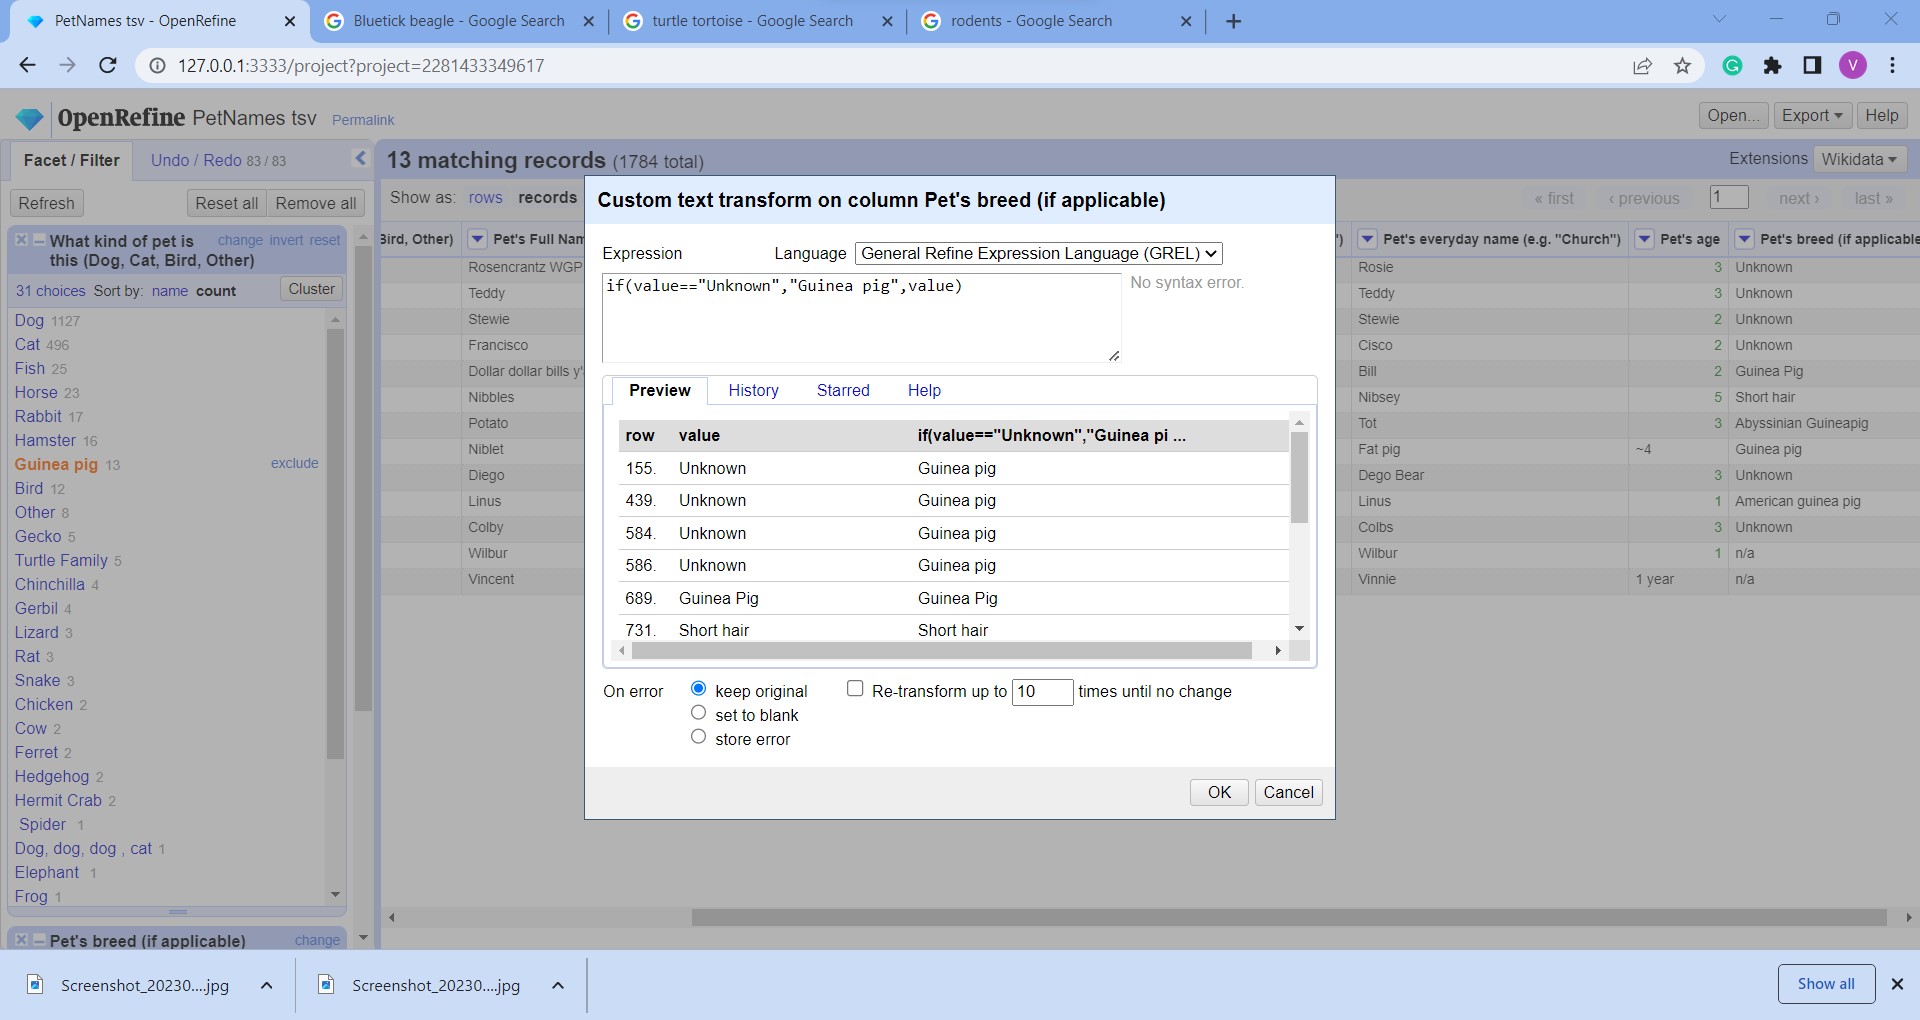 PetNames tsv - OpenRefine
Bluetick beagle - Google Search
turtle tortoise - Google Search
rodents - Google Search
127.0.0.1:3333/project?project=2281433349617
V
OpenRefine PetNames tsv Permalink
Open... Export Help
Facet / Filter Undo / Redo 83 / 83
13 matching records (1784 total)
Extensions Wikidata
Refresh Reset all Remove all
Show as: rows records
« first ‹ previous 1 next › last »
What kind of pet is this (Dog, Cat, Bird, Other)
change invert reset
31 choices Sort by: name count Cluster
Dog 1127
Cat 496
Fish 25
Horse 23
Rabbit 17
Hamster 16
Guinea pig 13 exclude
Bird 12
Other 8
Gecko 5
Turtle Family 5
Chinchilla 4
Gerbil 4
Lizard 3
Rat 3
Snake 3
Chicken 2
Cow 2
Ferret 2
Hedgehog 2
Hermit Crab 2
Spider 1
Dog, dog, dog , cat 1
Elephant 1
Frog 1
Pet's breed (if applicable) change
Bird, Other) Pet's Full Nam
Rosencrantz WGP
Teddy
Stewie
Francisco
Dollar dollar bills y'
Nibbles
Potato
Niblet
Diego
Linus
Colby
Wilbur
Vincent
Custom text transform on column Pet's breed (if applicable)
Expression Language General Refine Expression Language (GREL)
if(value=="Unknown","Guinea pig",value)
No syntax error.
Preview History Starred Help
row value if(value=="Unknown","Guinea pi ...
155. Unknown Guinea pig
439. Unknown Guinea pig
584. Unknown Guinea pig
586. Unknown Guinea pig
689. Guinea Pig Guinea Pig
731. Short hair Short hair
On error keep original Re-transform up to 10 times until no change
set to blank
store error
OK Cancel
") Pet's everyday name (e.g. "Church") Pet's age Pet's breed (if applicable
Rosie 3 Unknown
Teddy 3 Unknown
Stewie 2 Unknown
Cisco 2 Unknown
Bill 2 Guinea Pig
Nibsey 5 Short hair
Tot 3 Abyssinian Guineapig
Fat pig ~4 Guinea pig
Dego Bear 3 Unknown
Linus 1 American guinea pig
Colbs 3 Unknown
Wilbur 1 n/a
Vinnie 1 year n/a
Screenshot_20230....jpg
Screenshot_20230....jpg
Show all